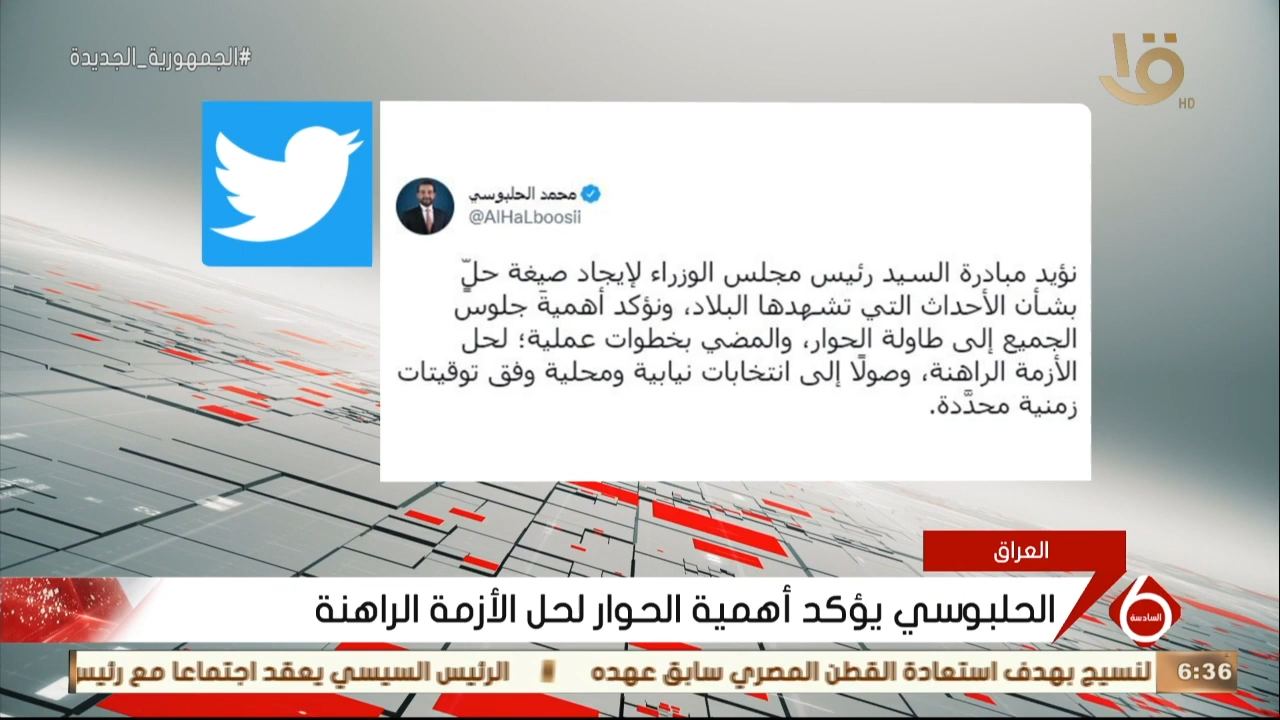 #الجمهورية_الجديدة
HD
محمد الحلبوسي
@AlHaLboosii
نؤيد مبادرة السيد رئيس مجلس الوزراء لإيجاد صيغة حلّ
بشأن الأحداث التي تشهدها البلاد، ونؤكد أهميةَ جلوس
الجميع إلى طاولة الحوار، والمضي بخطوات عملية؛ لحل
الأزمة الراهنة، وصولًا إلى انتخابات نيابية ومحلية وفق توقيتات
زمنية محدَّدة.
العراق
الحلبوسي يؤكد أهمية الحوار لحل الأزمة الراهنة
6
السادسة
لنسيج بهدف استعادة القطن المصري سابق عهده
الرئيس السيسي يعقد اجتماعا مع رئيس
6:36